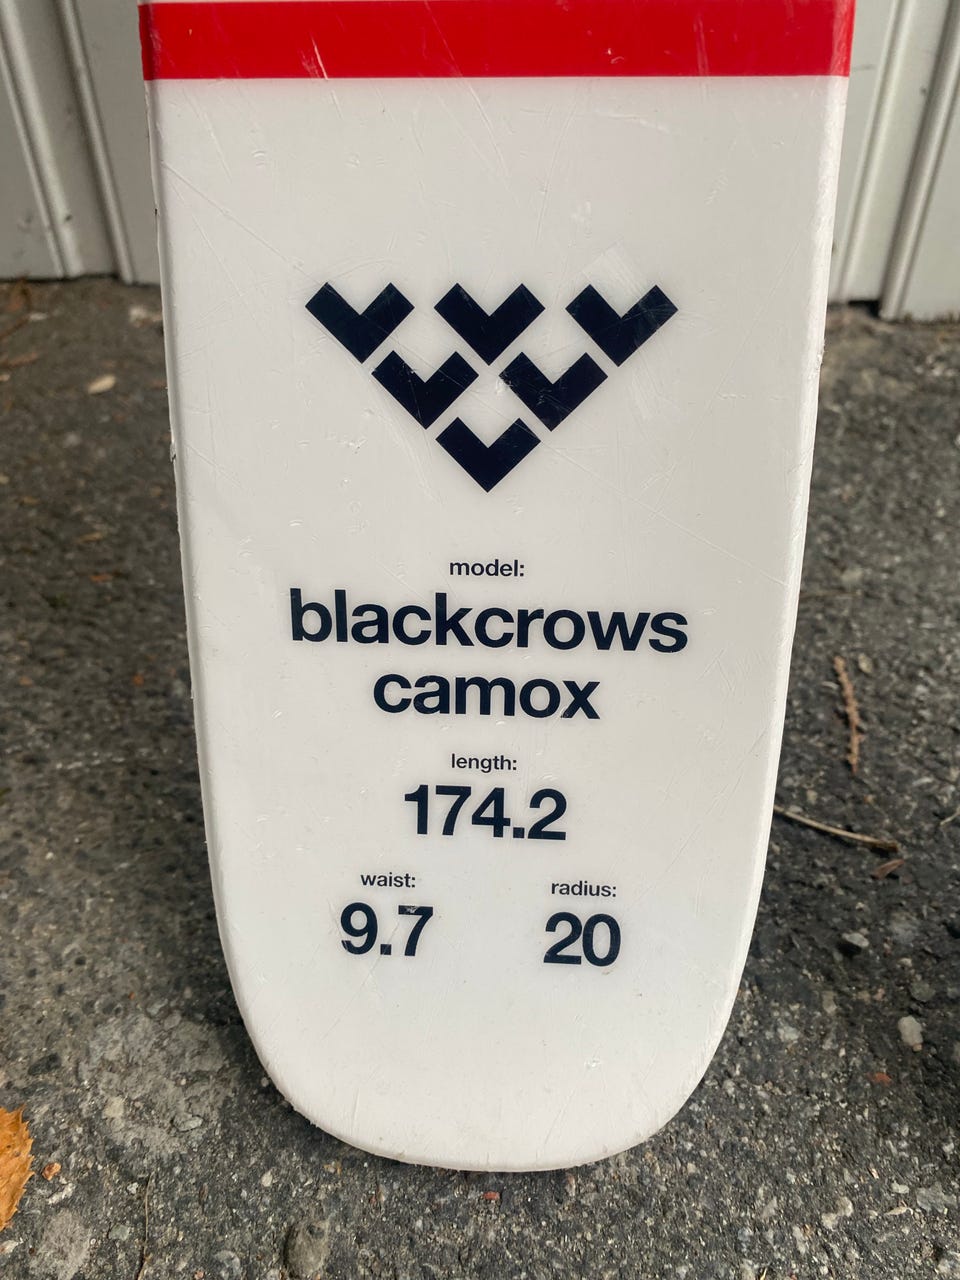 model:
blackcrows
camox
length:
174.2
waist: radius:
9.7 20